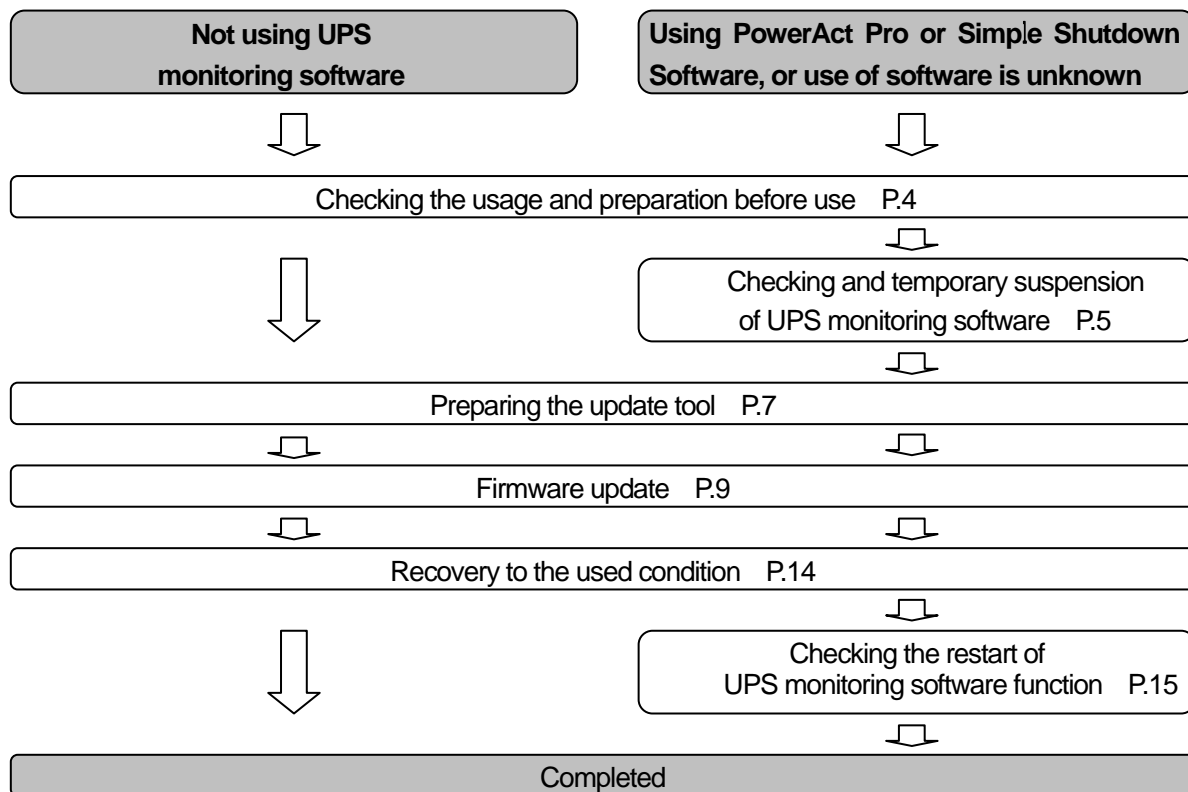 Not using UPS
monitoring software
Using PowerAct Pro or Simple Shutdown
Software, or use of software is unknown
Checking the usage and preparation before use P.4
Checking and temporary suspension
of UPS monitoring software P.5
Preparing the update tool P.7
Firmware update P.9
Recovery to the used condition P.14
Checking the restart of
UPS monitoring software function P.15
Completed